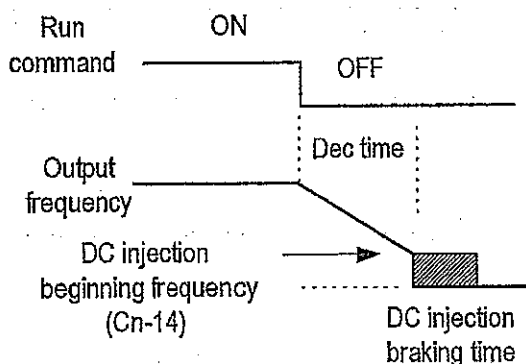 Run
command
ON
OFF
Dec time
Output
frequency
DC injection
beginning frequency
(Cn-14)
DC injection
braking time